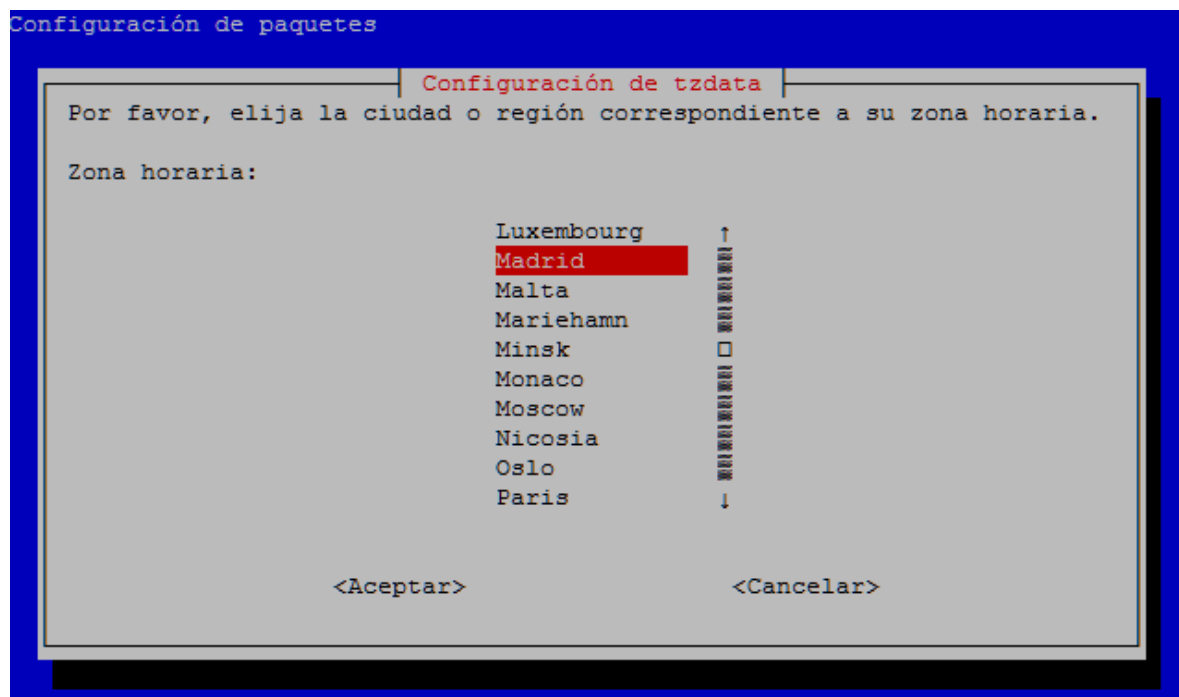 Configuración de paquetes
Configuración de tzdata
Por favor, elija la ciudad o región correspondiente a su zona horaria.
Zona horaria:
Luxembourg
Madrid
Malta
Mariehamn
Minsk
Monaco
Moscow
Nicosia
Oslo
Paris
<Aceptar> <Cancelar>